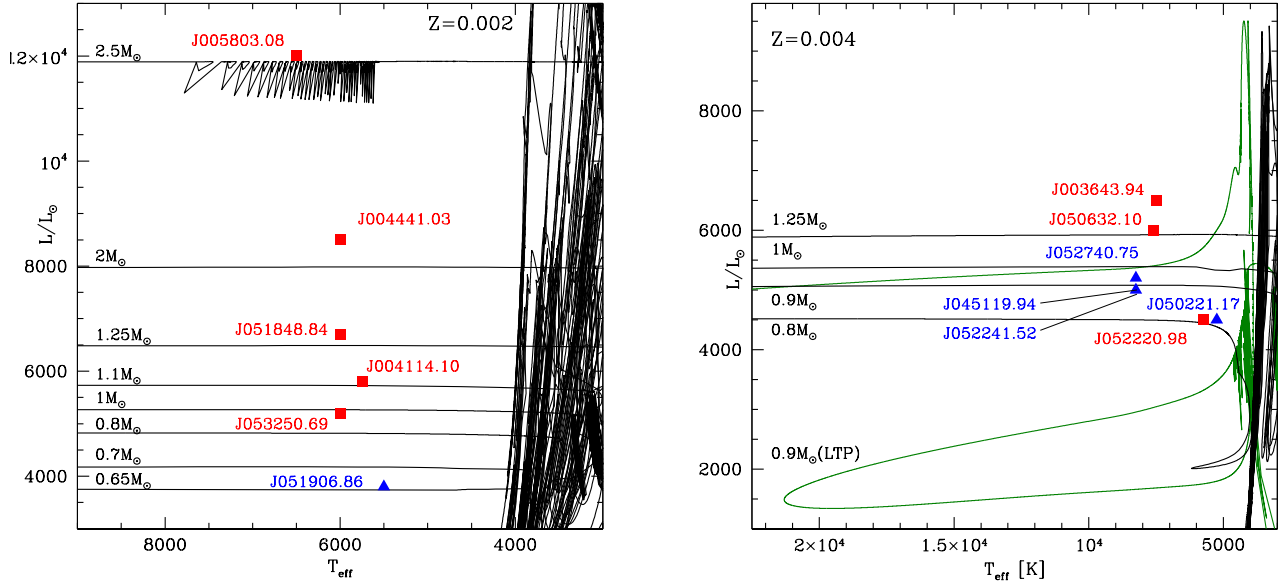 Z=0.002
J005803.08
2.5M⊙
1.2×10⁴
10⁴
L/L⊙
J004441.03
2M⊙
8000
J051848.84
1.25M⊙
J004114.10
6000
1.1M⊙
1M⊙
J053250.69
0.8M⊙
0.7M⊙
4000
0.65M⊙
J051906.86
8000
6000
4000
T_eff
Z=0.004
8000
J003643.94
J050632.10
1.25M⊙
6000
J052740.75
1M⊙
L/L⊙
0.9M⊙
J045119.94
J050221.17
0.8M⊙
J052241.52
J052220.98
4000
0.9M⊙(LTP)
2000
2×10⁴
1.5×10⁴
10⁴
5000
T_eff [K]